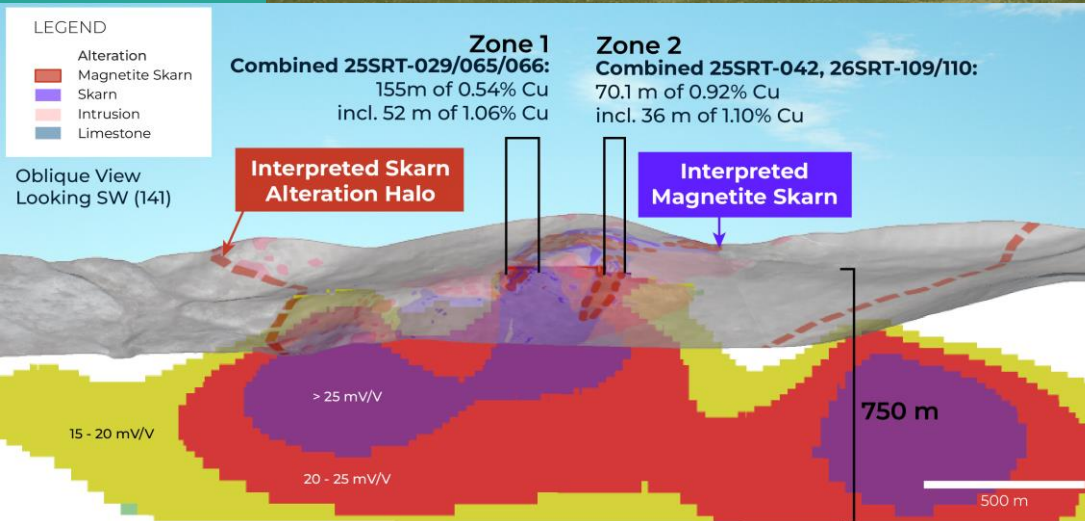 LEGEND
Alteration
Magnetite Skarn
Skarn
Intrusion
Limestone
Oblique View
Looking SW (141)
Zone 1
Combined 25SRT-029/065/066:
155m of 0.54% Cu
incl. 52 m of 1.06% Cu
Zone 2
Combined 25SRT-042, 26SRT-109/110:
70.1 m of 0.92% Cu
incl. 36 m of 1.10% Cu
Interpreted Skarn
Alteration Halo
Interpreted
Magnetite Skarn
> 25 mV/V
15 - 20 mV/V
20 - 25 mV/V
750 m
500 m